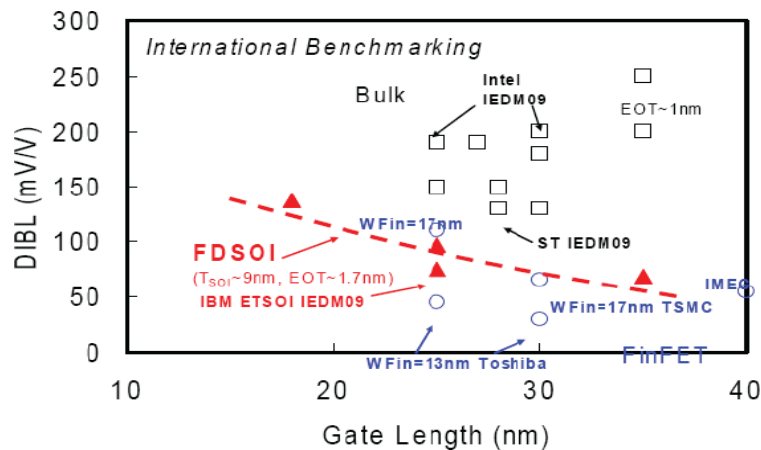 International Benchmarking
300
250
200
150
100
50
0
DIBL (mV/V)
Bulk
Intel
IEDM09
EOT~1nm
WFin=17nm
ST IEDM09
FDSOI
(TSOI~9nm, EOT~1.7nm)
IBM ETSOI IEDM09
IMEC
WFin=17nm TSMC
WFin=13nm Toshiba
FinFET
10
20
30
40
Gate Length (nm)